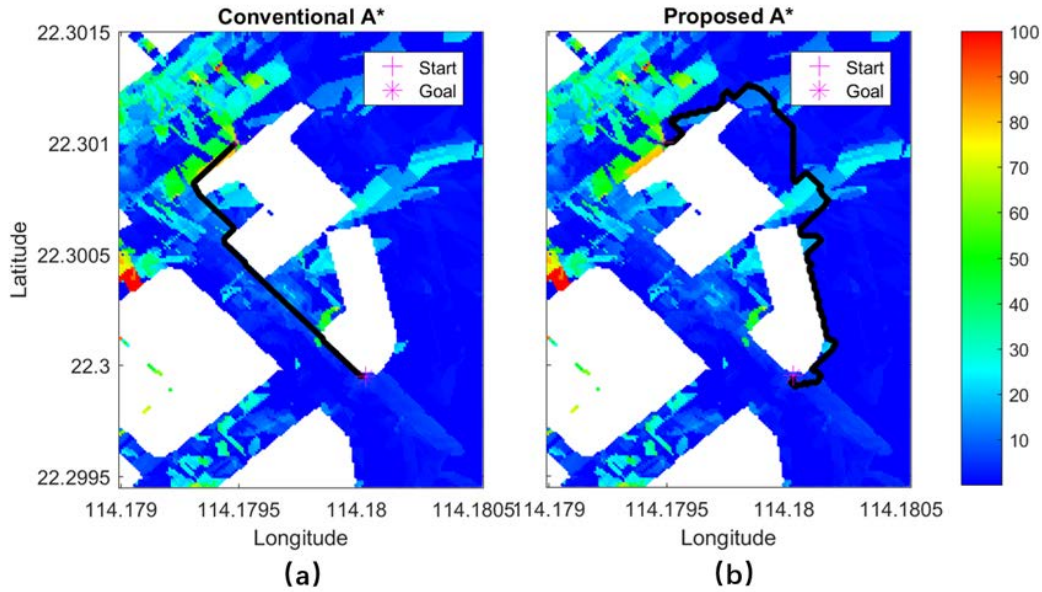 Conventional A*
Proposed A*
22.3015
22.301
22.3005
22.3
22.2995
Latitude
Start
Goal
Start
Goal
100
90
80
70
60
50
40
30
20
10
114.179
114.1795
114.18
114.1805
114.179
114.1795
114.18
114.1805
Longitude
Longitude
(a)
(b)